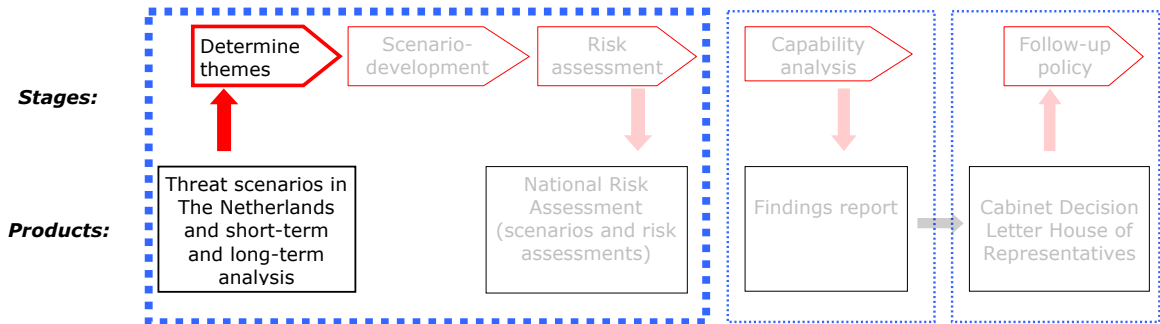 Determine
themes
Scenario-
development
Risk
assessment
Capability
analysis
Follow-up
policy
Stages:
Threat scenarios in
The Netherlands
and short-term
and long-term
analysis
National Risk
Assessment
(scenarios and risk
assessments)
Findings report
Cabinet Decision
Letter House of
Representatives
Products: